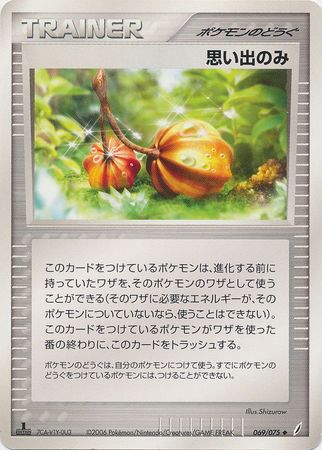 TRAINER
ポケモンのどうぐ
思い出のみ
このカードをつけているポケモンは、進化する前に
持っていたワザを、そのポケモンのワザとして使う
ことができる（そのワザに必要なエネルギーが、そ
のポケモンについていないなら、使うことはできない）。
このカードをつけているポケモンがワザを使った
番の終わりに、このカードをトラッシュする。
ポケモンのどうぐは、自分のポケモンにつけて使う。すでにポケモンの
どうぐをつけているポケモンには、つけることができない。
Illus. Shizurow
1
EDITION
7CA-V1Y-0U3
©2006 Pokémon/Nintendo/Creatures/GAME FREAK
069/075 ◆